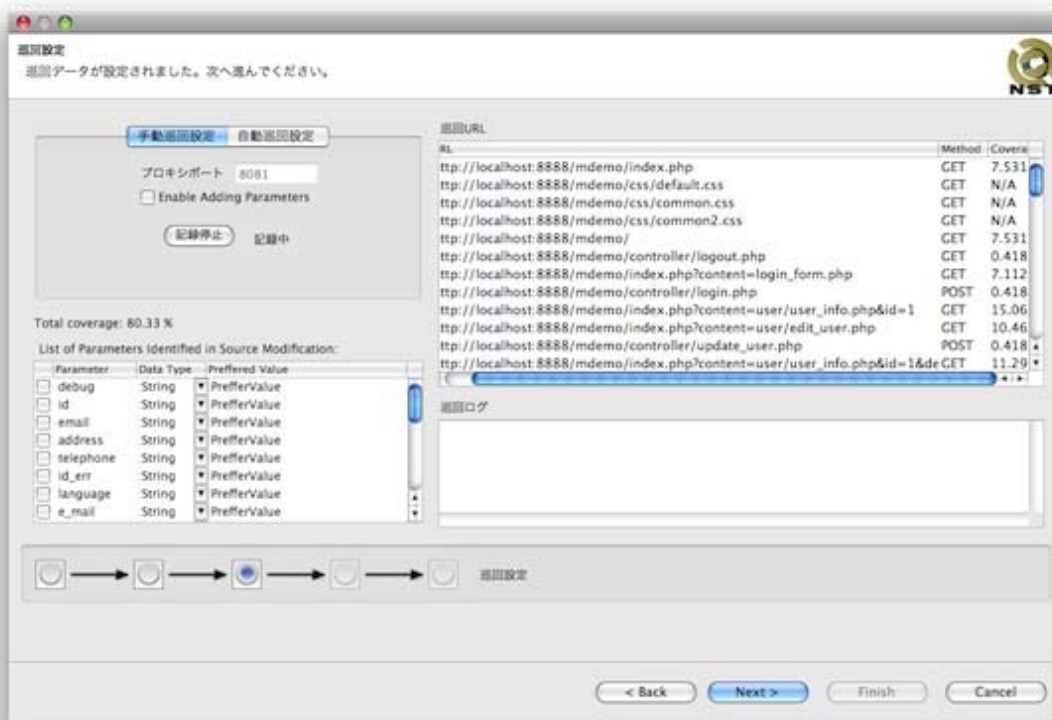 巡回設定
巡回データが設定されました。次へ進んでください。
NST
手動巡回設定 自動巡回設定
プロキシポート 8081
Enable Adding Parameters
記録停止 記録中
Total coverage: 80.33 %
List of Parameters Identified in Source Modification:
Parameter Data Type Preffered Value
debug String PrefferValue
id String PrefferValue
email String PrefferValue
address String PrefferValue
telephone String PrefferValue
id_err String PrefferValue
language String PrefferValue
e_mail String PrefferValue
巡回URL
RL Method Covera
ttp://localhost:8888/mdemo/index.php GET 7.531
ttp://localhost:8888/mdemo/css/default.css GET N/A
ttp://localhost:8888/mdemo/css/common.css GET N/A
ttp://localhost:8888/mdemo/css/common2.css GET N/A
ttp://localhost:8888/mdemo/ GET 7.531
ttp://localhost:8888/mdemo/controller/logout.php GET 0.418
ttp://localhost:8888/mdemo/index.php?content=login_form.php GET 7.112
ttp://localhost:8888/mdemo/controller/login.php POST 0.418
ttp://localhost:8888/mdemo/index.php?content=user/user_info.php&id=1 GET 15.06
ttp://localhost:8888/mdemo/index.php?content=user/edit_user.php GET 10.46
ttp://localhost:8888/mdemo/controller/update_user.php POST 0.418
ttp://localhost:8888/mdemo/index.php?content=user/user_info.php&id=1&de GET 11.29
巡回ログ
巡回設定
< Back Next > Finish Cancel